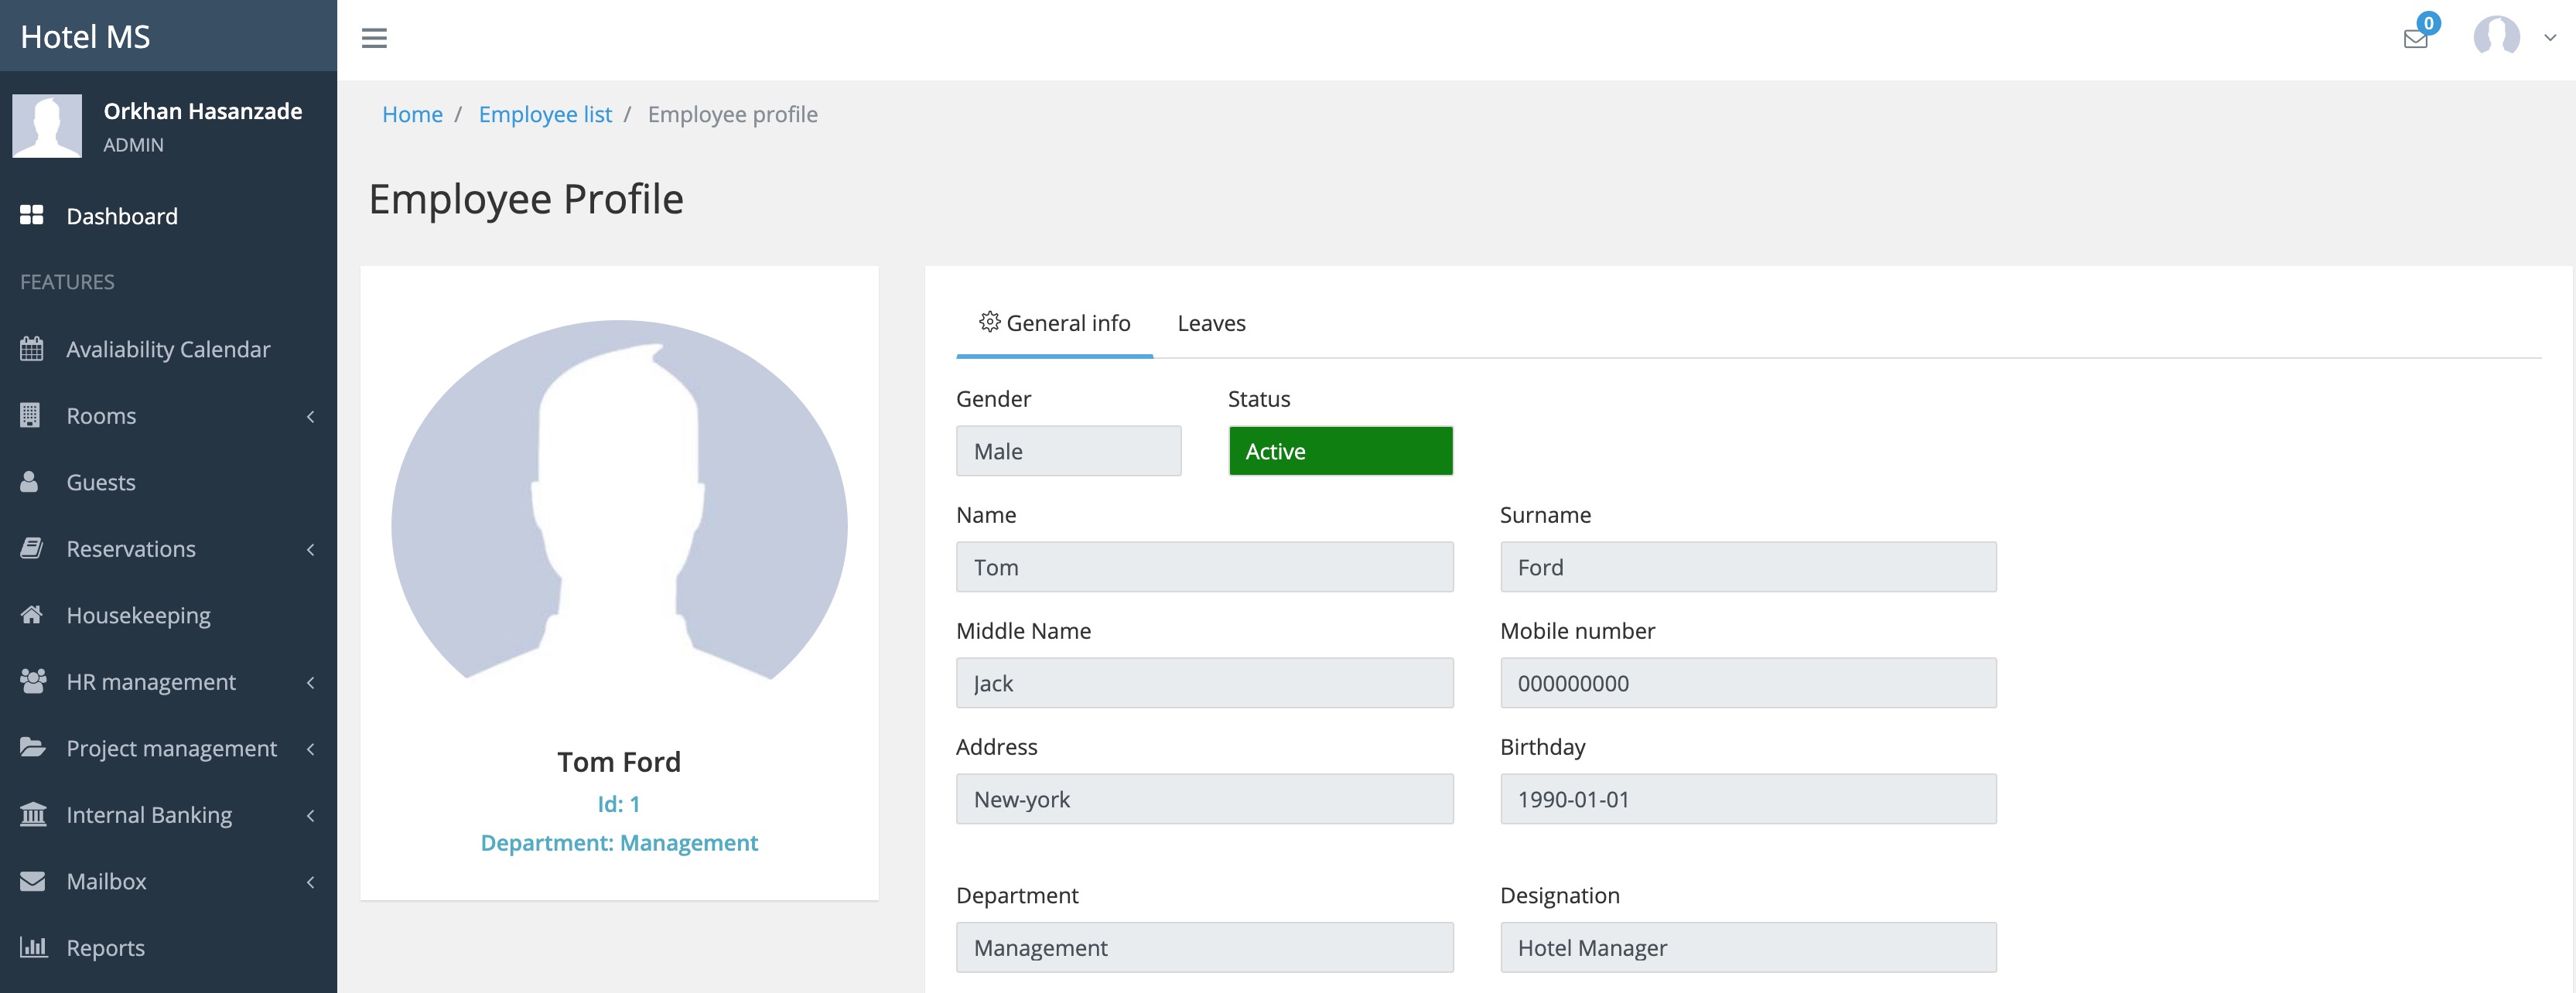 Hotel MS
0
Orkhan Hasanzade
ADMIN
Dashboard
FEATURES
Avaliability Calendar
Rooms
Guests
Reservations
Housekeeping
HR management
Project management
Internal Banking
Mailbox
Reports
Home / Employee list / Employee profile
Employee Profile
Tom Ford
Id: 1
Department: Management
General info Leaves
Gender Status
Male Active
Name Surname
Tom Ford
Middle Name Mobile number
Jack 000000000
Address Birthday
New-york 1990-01-01
Department Designation
Management Hotel Manager